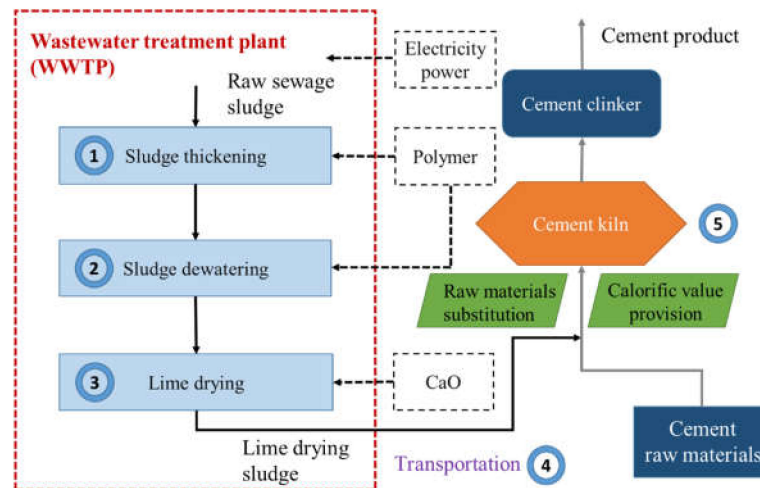 Wastewater treatment plant
(WWTP)
Raw sewage
sludge
Electricity
power
1
Sludge thickening
Polymer
2
Sludge dewatering
3
Lime drying
CaO
Lime drying
sludge
Transportation
4
Cement product
Cement clinker
Cement kiln
5
Raw materials
substitution
Calorific value
provision
Cement
raw materials